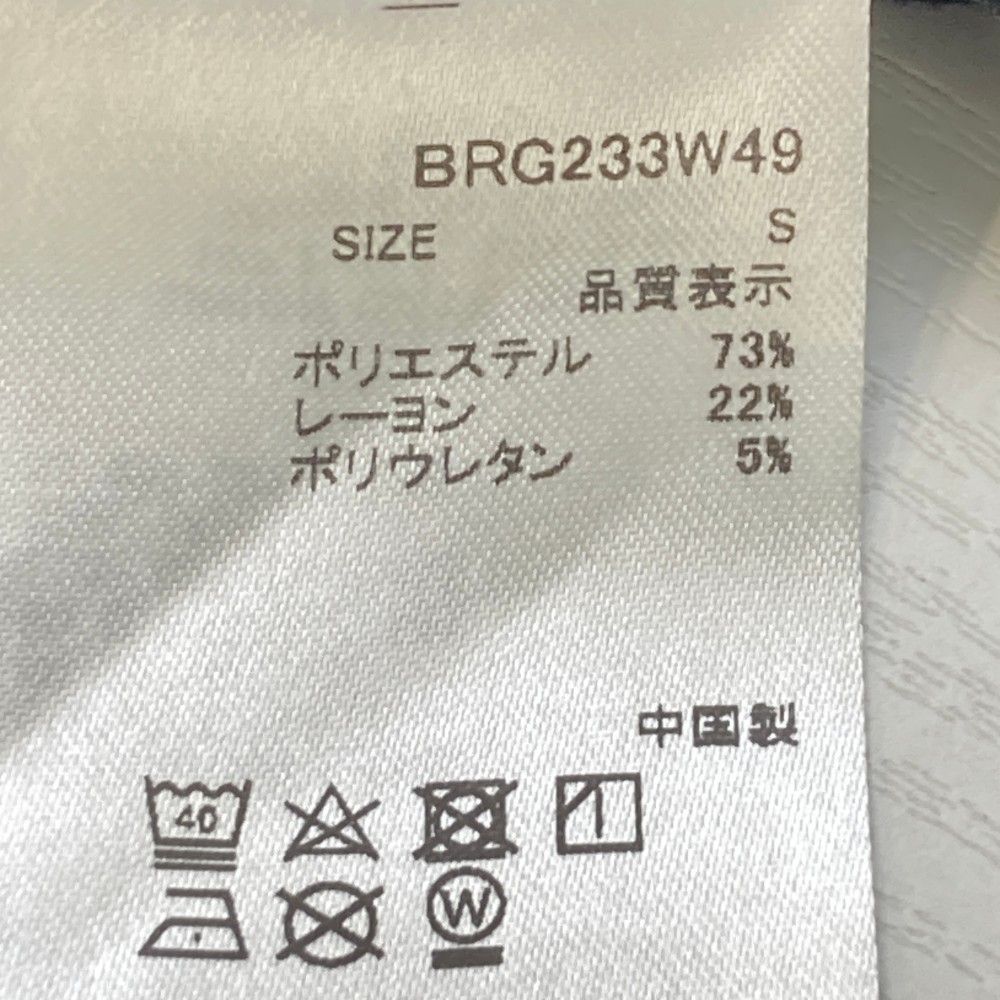 BRG233W49
SIZE S
品質表示
ポリエステル 73%
レーヨン 22%
ポリウレタン 5%
中国製
40
W